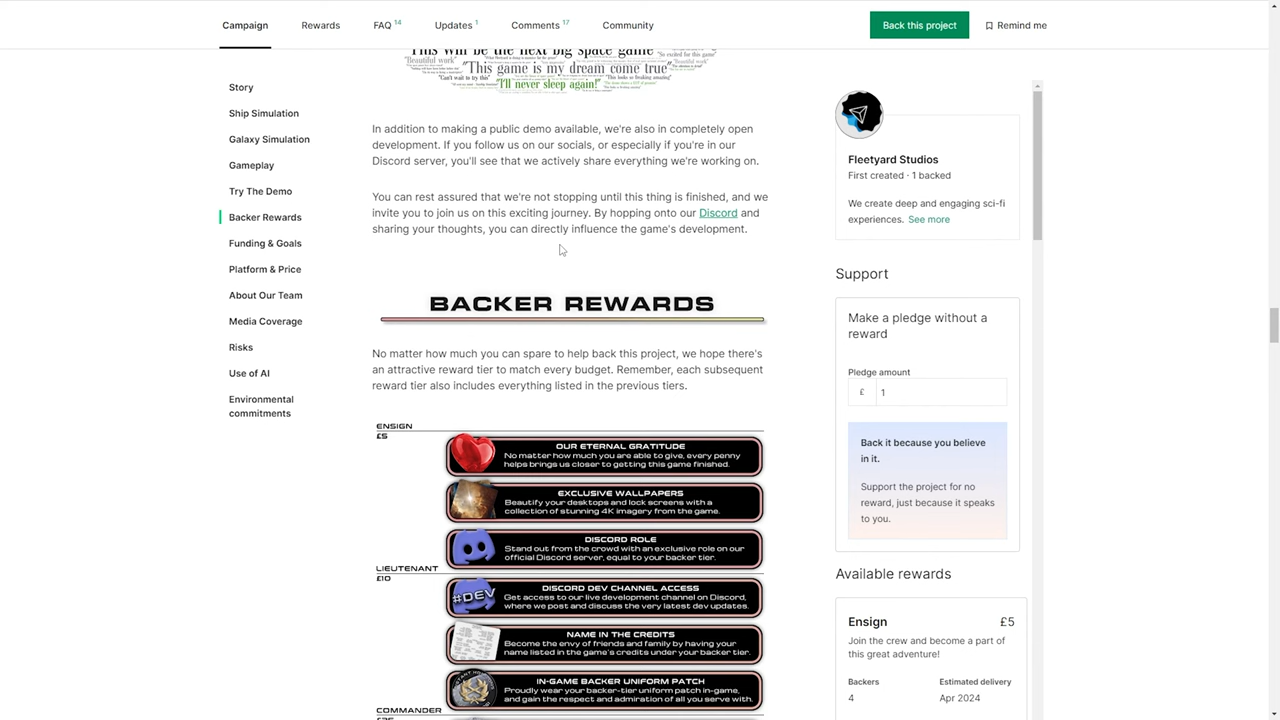 Campaign
Rewards
FAQ 14
Updates 1
Comments 17
Community
Back this project
Remind me
Story
Ship Simulation
Galaxy Simulation
Gameplay
Try The Demo
Backer Rewards
Funding & Goals
Platform & Price
About Our Team
Media Coverage
Risks
Use of AI
Environmental
commitments
"This will be the next big space game"
"Beautiful work"
"So excited for this game"
"This game is my dream come true"
"Can't wait to try this"
"I'll never sleep again!"
In addition to making a public demo available, we're also in completely open
development. If you follow us on our socials, or especially if you're in our
Discord server, you'll see that we actively share everything we're working on.
You can rest assured that we're not stopping until this thing is finished, and we
invite you to join us on this exciting journey. By hopping onto our Discord and
sharing your thoughts, you can directly influence the game's development.
BACKER REWARDS
No matter how much you can spare to help back this project, we hope there's
an attractive reward tier to match every budget. Remember, each subsequent
reward tier also includes everything listed in the previous tiers.
ENSIGN
£5
OUR ETERNAL GRATITUDE
No matter how much you are able to give, every penny
helps brings us closer to getting this game finished.
EXCLUSIVE WALLPAPERS
Beautify your desktops and lock screens with a
collection of stunning 4K imagery from the game.
DISCORD ROLE
Stand out from the crowd with an exclusive role on our
official Discord server, equal to your backer tier.
LIEUTENANT
£10
#DEV
DISCORD DEV CHANNEL ACCESS
Get access to our live development channel on Discord,
where we post and discuss the very latest dev updates.
NAME IN THE CREDITS
Become the envy of friends and family by having your
name listed in the game's credits under your backer tier.
IN-GAME BACKER UNIFORM PATCH
Proudly wear your backer-tier uniform patch in-game,
and gain the respect and admiration of all you serve with.
COMMANDER
Fleetyard Studios
First created · 1 backed
We create deep and engaging sci-fi
experiences. See more
Support
Make a pledge without a
reward
Pledge amount
£ 1
Back it because you believe
in it.
Support the project for no
reward, just because it speaks
to you.
Available rewards
Ensign £5
Join the crew and become a part of
this great adventure!
Backers Estimated delivery
4 Apr 2024